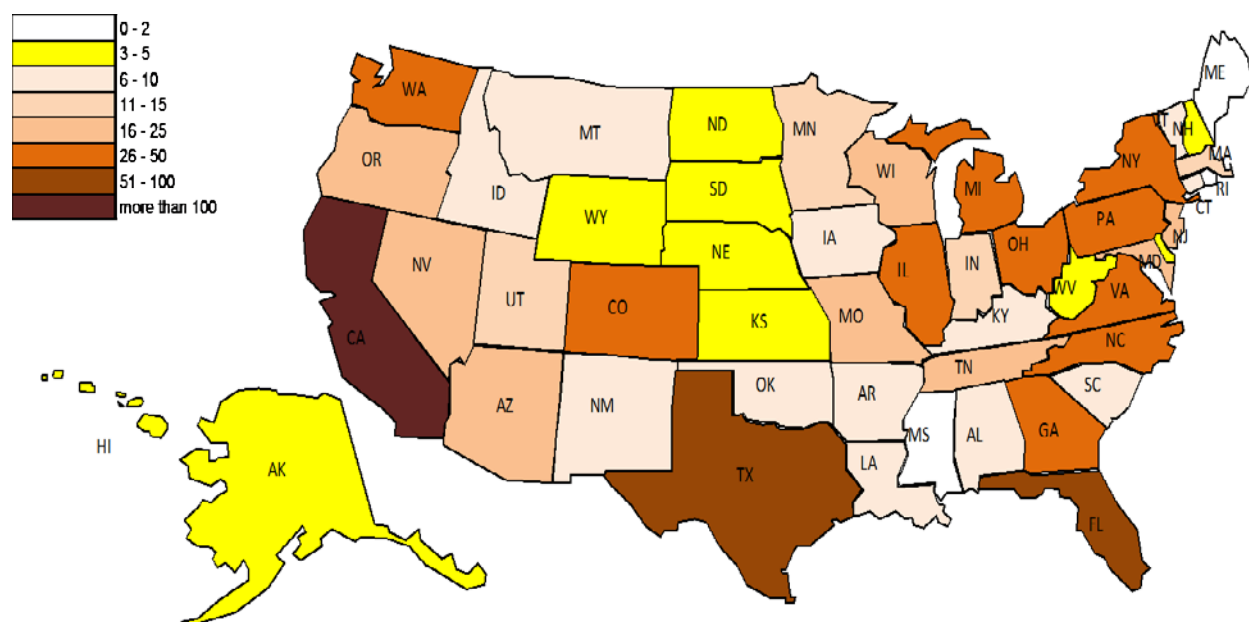 0 - 2
3 - 5
6 - 10
11 - 15
16 - 25
26 - 50
51 - 100
more than 100
ME
WA
MT
ND
MN
VT
NH
MA
OR
ID
SD
WI
MI
NY
RI
CT
WY
IA
PA
NJ
NV
UT
CO
NE
IL
IN
OH
MD
WV
VA
CA
KS
MO
KY
NC
TN
AZ
NM
OK
AR
SC
MS
AL
GA
HI
AK
TX
LA
FL